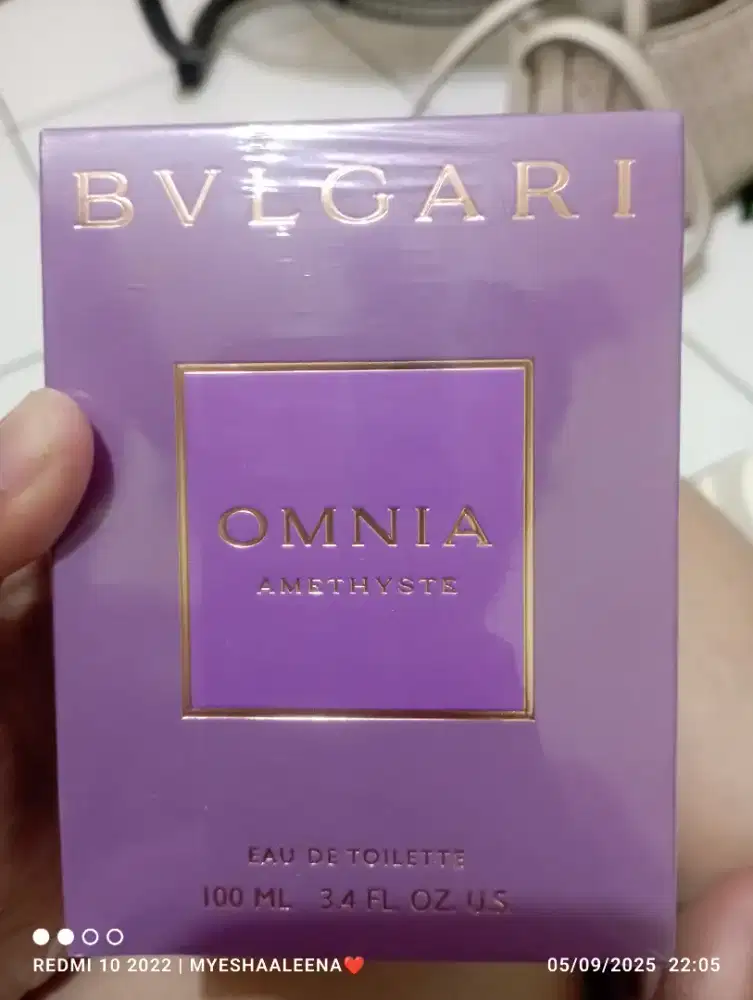 BVLGARI
OMNIA
AMETHYSTE
EAU DE TOILETTE
100 ML 3.4 FL. OZ. U.S.
REDMI 10 2022 | MYESHAALEENA❤️
05/09/2025 22:05